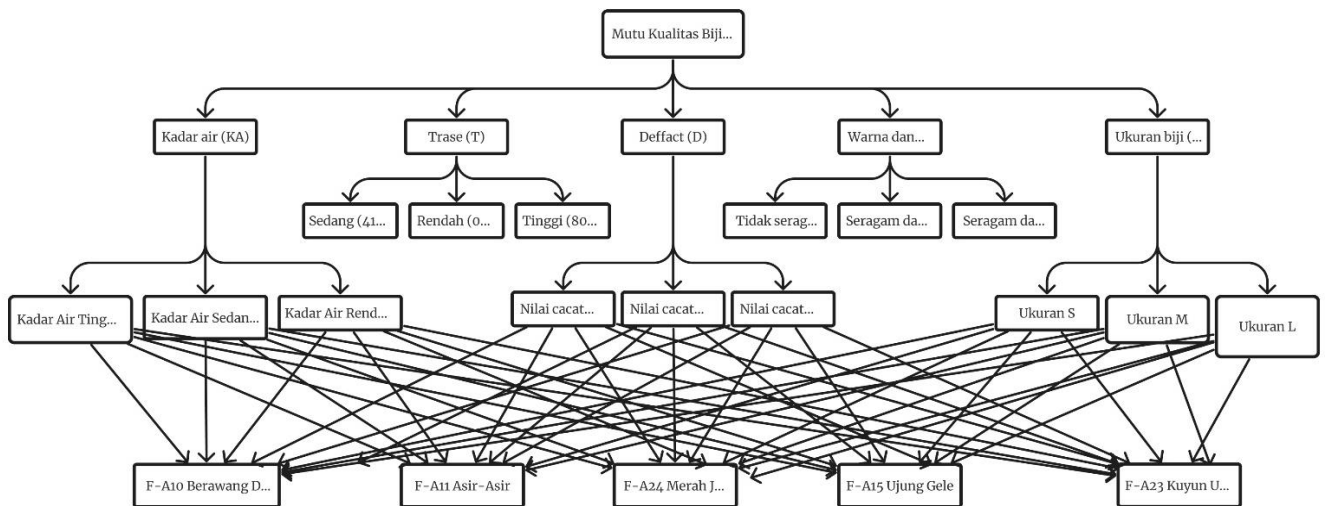 Mutu Kualitas Biji...
Kadar air (KA)
Trase (T)
Deffact (D)
Warna dan...
Ukuran biji (...
Sedang (41...
Rendah (0...
Tinggi (80...
Tidak serag...
Seragam da...
Seragam da...
Kadar Air Ting...
Kadar Air Sedan...
Kadar Air Rend...
Nilai cacat...
Nilai cacat...
Nilai cacat...
Ukuran S
Ukuran M
Ukuran L
F-A10 Berawang D...
F-A11 Asir-Asir
F-A24 Merah J...
F-A15 Ujung Gele
F-A23 Kuyun U...